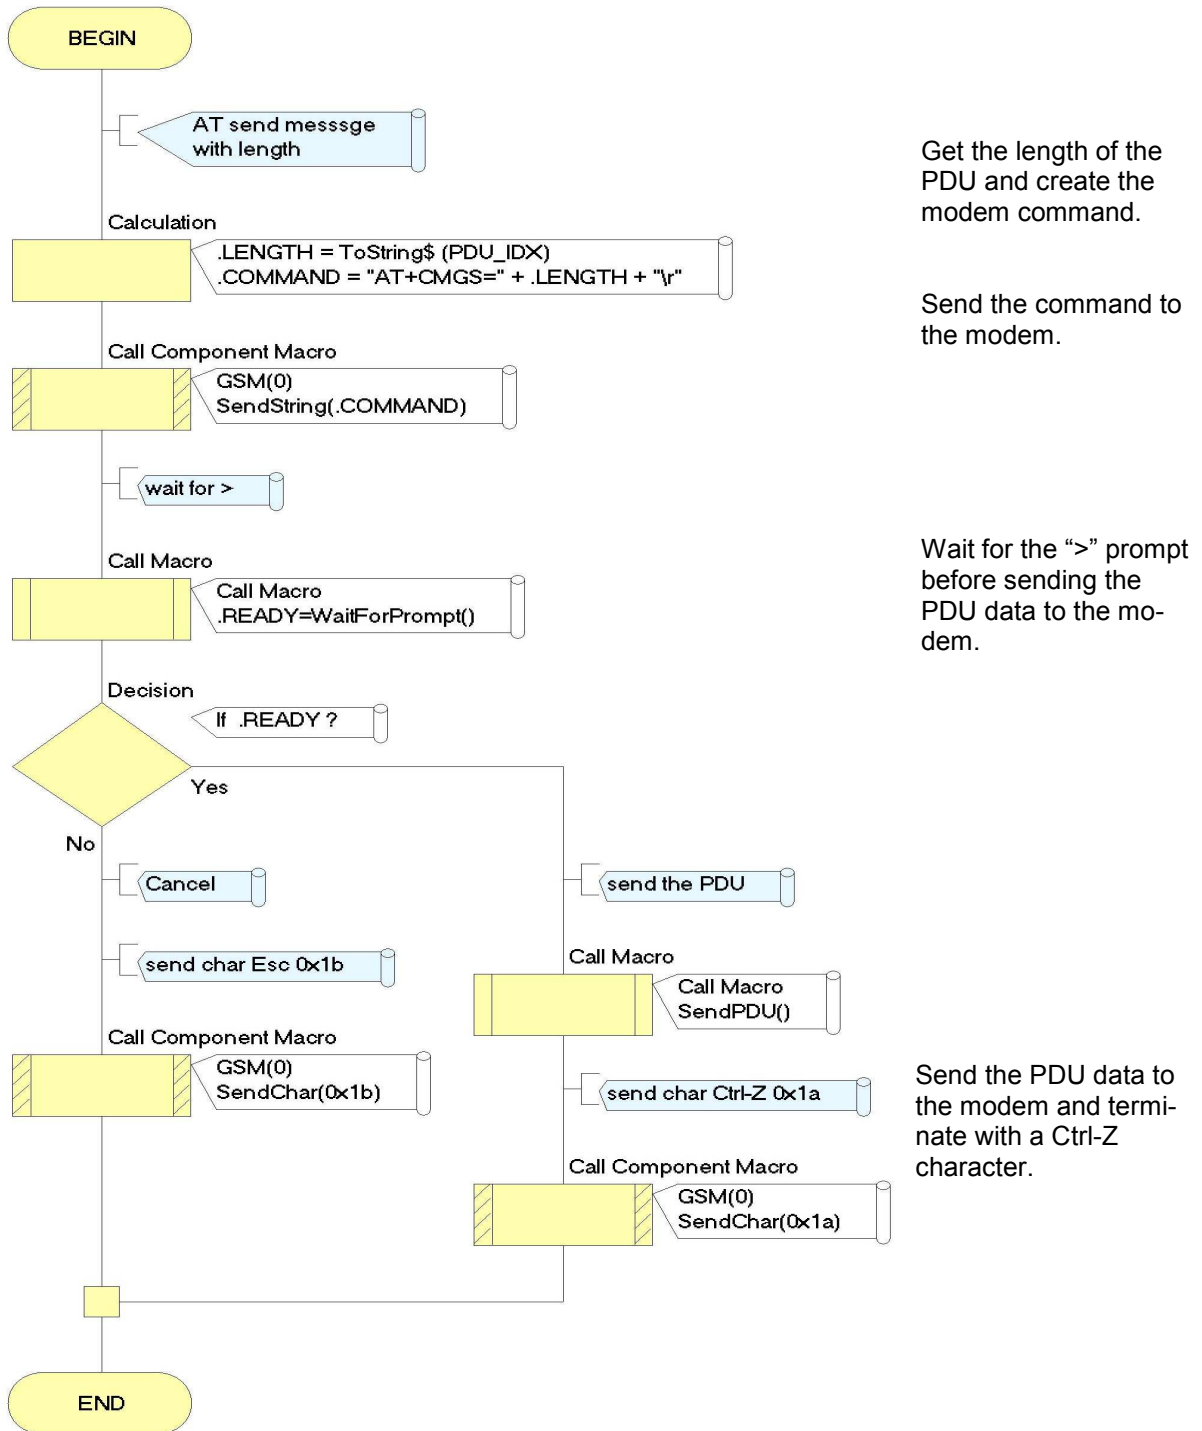 BEGIN
AT send messsge
with length
Get the length of the
PDU and create the
modem command.
Calculation
.LENGTH = ToString$ (PDU_IDX)
.COMMAND = "AT+CMGS=" + .LENGTH + "\r"
Send the command to
the modem.
Call Component Macro
GSM(0)
SendString(.COMMAND)
wait for >
Wait for the “>” prompt
before sending the
PDU data to the mo-
dem.
Call Macro
Call Macro
.READY=WaitForPrompt()
Decision
If .READY ?
Yes
No
Cancel
send char Esc 0x1b
Call Component Macro
GSM(0)
SendChar(0x1b)
send the PDU
Call Macro
Call Macro
SendPDU()
send char Ctrl-Z 0x1a
Send the PDU data to
the modem and termi-
nate with a Ctrl-Z
character.
Call Component Macro
GSM(0)
SendChar(0x1a)
END